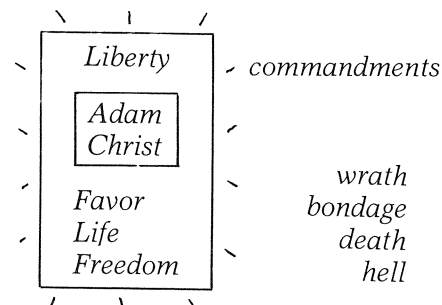 Liberty
commandments
Adam
Christ
Favor
Life
Freedom
wrath
bondage
death
hell